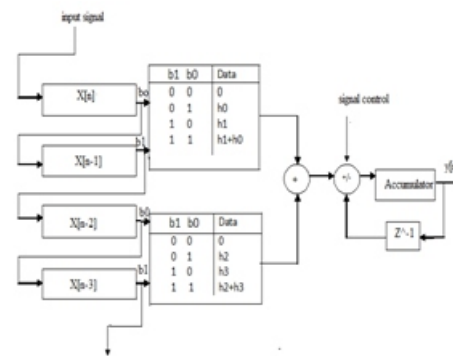 input signal
X[n]
bo
X[n-1]
b1
X[n-2]
b0
X[n-3]
b1
b1 b0 Data
0 0 0
0 1 h0
1 0 h1
1 1 h1+h0
b1 b0 Data
0 0 0
0 1 h2
1 0 h3
1 1 h2+h3
signal control
+
+/-
Accumulator
Z^-1